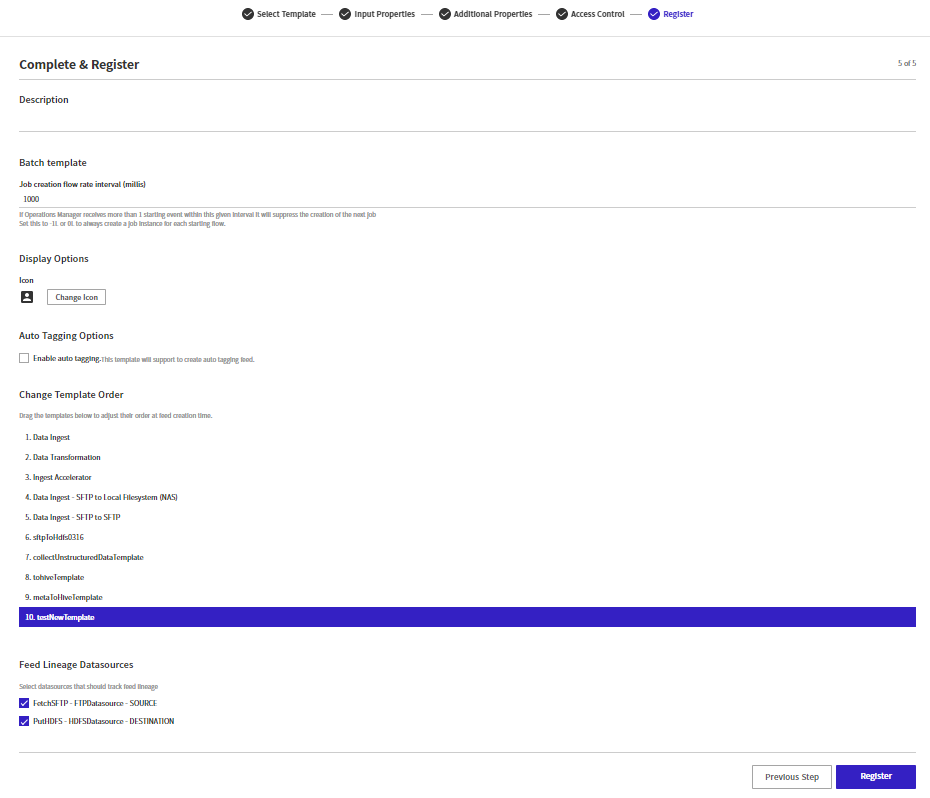 Select Template
Input Properties
Additional Properties
Access Control
Register
Complete & Register
5 of 5
Description
Batch template
Job creation flow rate interval (millis)
1000
If Operations Manager receives more than 1 starting event within this given interval it will suppress the creation of the next job
Set this to -1L or 0L to always create a job instance for each starting flow.
Display Options
Icon
Change Icon
Auto Tagging Options
Enable auto tagging.This template will support to create auto tagging feed.
Change Template Order
Drag the templates below to adjust their order at feed creation time.
1. Data Ingest
2. Data Transformation
3. Ingest Accelerator
4. Data Ingest - SFTP to Local Filesystem (NAS)
5. Data Ingest - SFTP to SFTP
6. sftpToHdfs0316
7. collectUnstructuredDataTemplate
8. tohiveTemplate
9. metaToHiveTemplate
10. testNewTemplate
Feed Lineage Datasources
Select datasources that should track feed lineage
FetchSFTP - FTPDatasource - SOURCE
PutHDFS - HDFSDatasource - DESTINATION
Previous Step
Register